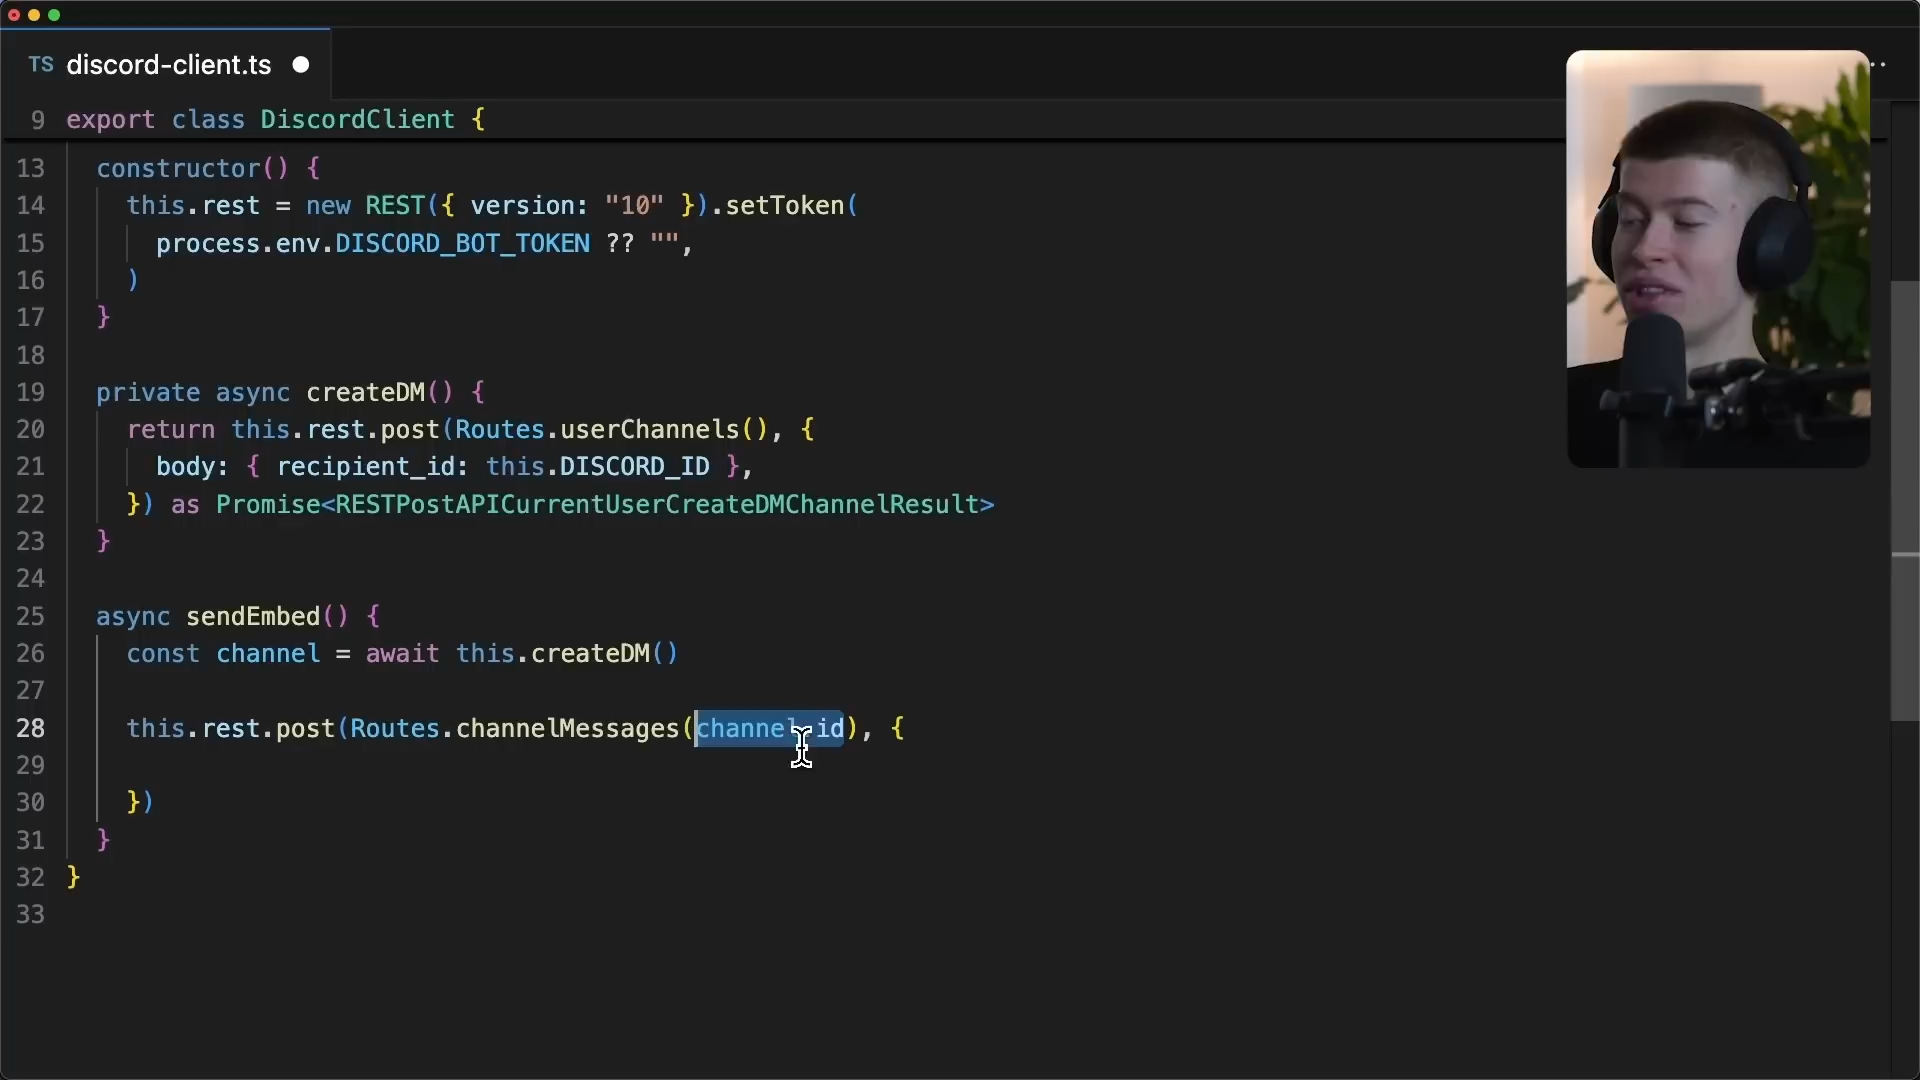 TS discord-client.ts
9 export class DiscordClient {
13 constructor() {
14 this.rest = new REST({ version: "10" }).setToken(
15 process.env.DISCORD_BOT_TOKEN ?? "",
16 )
17 }
18
19 private async createDM() {
20 return this.rest.post(Routes.userChannels(), {
21 body: { recipient_id: this.DISCORD_ID },
22 }) as Promise<RESTPostAPICurrentUserCreateDMChannelResult>
23 }
24
25 async sendEmbed() {
26 const channel = await this.createDM()
27
28 this.rest.post(Routes.channelMessages(channel.id), {
29
30 })
31 }
32 }
33